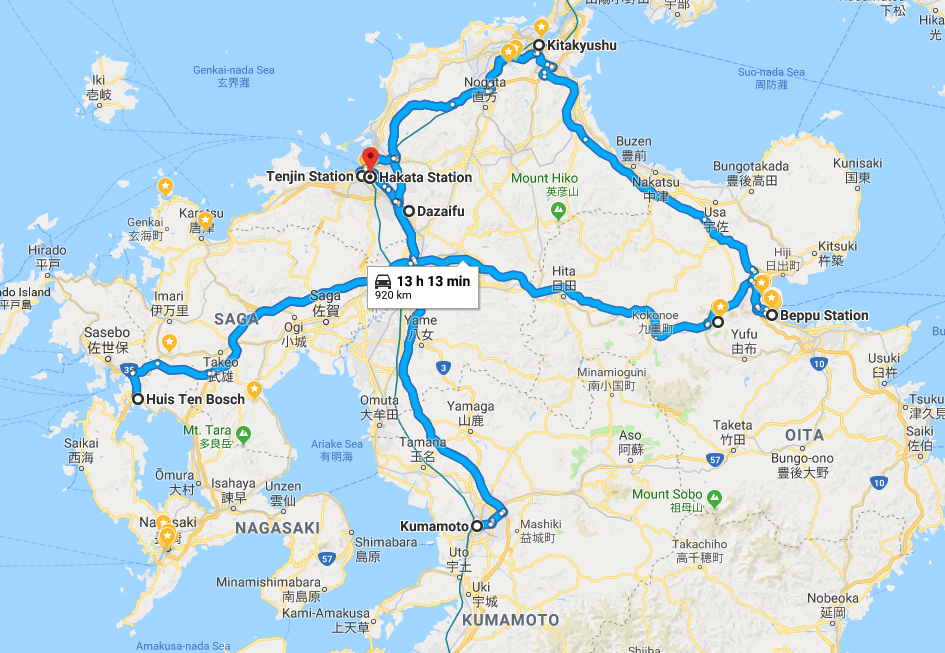 下松
Hika
光
宇部
Kitakyushu
Genkai-nada Sea
玄界灘
Suo-nada Sea
周防灘
Iki
壱岐
Nogata
直方
Buzen
豊前
Bungotakada
豊後高田
Kunisaki
国東
Tenjin Station
Hakata Station
Mount Hiko
英彦山
Nakatsu
中津
Dazaifu
Usa
宇佐
Genkai
玄海町
Karatsu
唐津
Hirado
平戸
Hiji
日出町
Kitsuki
杵築
Hita
日田
13 h 13 min
920 km
ndo Island
平戸島
Imari
伊万里
Saga
佐賀
SAGA
Ogi
小城
Sasebo
佐世保
Yame
八女
Kokonoe
九重町
Beppu Station
Yufu
由布
Takeo
武雄
35
3
10
Usuki
臼杵
Minamioguni
南小国町
Huis Ten Bosch
Omuta
大牟田
Yamaga
山鹿
Tsuku
津久見
Mt. Tara
多良岳
Saikai
西海
Ariake Sea
有明海
Tamana
玉名
Aso
阿蘇
Taketa
竹田
OITA
Saiki
佐伯
57
Bungo-ono
豊後大野
Ōmura
大村
Isahaya
諫早
Unzen
雲仙
10
Mount Sobo
祖母山
Nagasaki
NAGASAKI
Kumamoto
Mashiki
益城町
Shimabara
島原
Uto
宇土
Takachiho
高千穂町
57
Minamishimabara
南島原
Uki
宇城
Nobeoka
延岡
Kami-Amakusa
上天草
KUMAMOTO
Amakusa-nada Sea
Shiiba